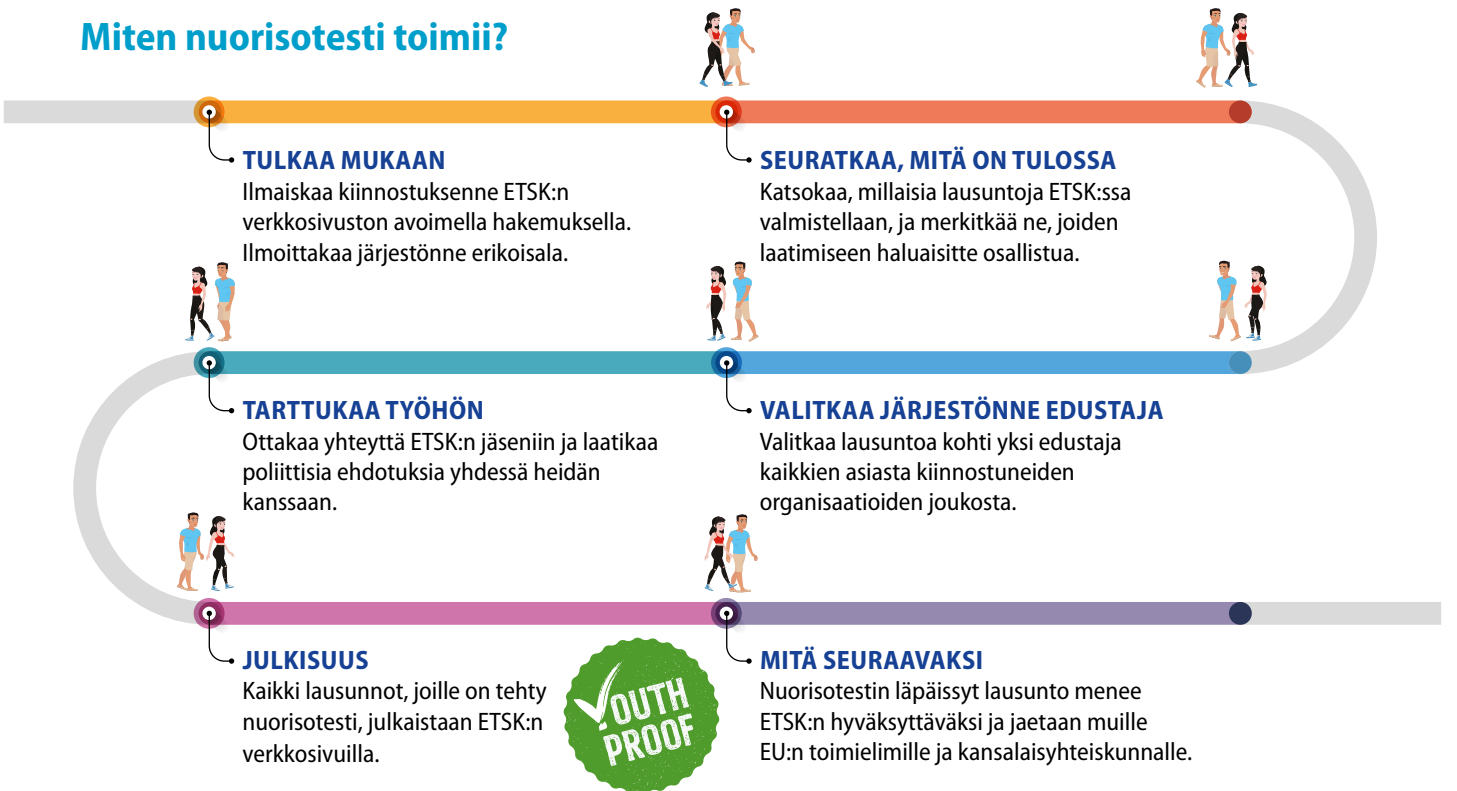 Miten nuorisotesti toimii?
TULKAA MUKAAN
Ilmaiskaa kiinnostuksenne ETSK:n
verkkosivuston avoimella hakemuksella.
Ilmoittakaa järjestönne erikoisala.
SEURATKAA, MITÄ ON TULOSSA
Katsokaa, millaisia lausuntoja ETSK:ssa
valmistellaan, ja merkitkää ne, joiden
laatimiseen haluaisitte osallistua.
VALITKAA JÄRJESTÖNNE EDUSTAJA
Valitkaa lausuntoa kohti yksi edustaja
kaikkien asiasta kiinnostuneiden
organisaatioiden joukosta.
TARTTUKAA TYÖHÖN
Ottakaa yhteyttä ETSK:n jäseniin ja laatikaa
poliittisia ehdotuksia yhdessä heidän
kanssaan.
JULKISUUS
Kaikki lausunnot, joille on tehty
nuorisotesti, julkaistaan ETSK:n
verkkosivuilla.
YOUTH
PROOF
MITÄ SEURAAVAKSI
Nuorisotestin läpäissyt lausunto menee
ETSK:n hyväksyttäväksi ja jaetaan muille
EU:n toimielimille ja kansalaisyhteiskunnalle.